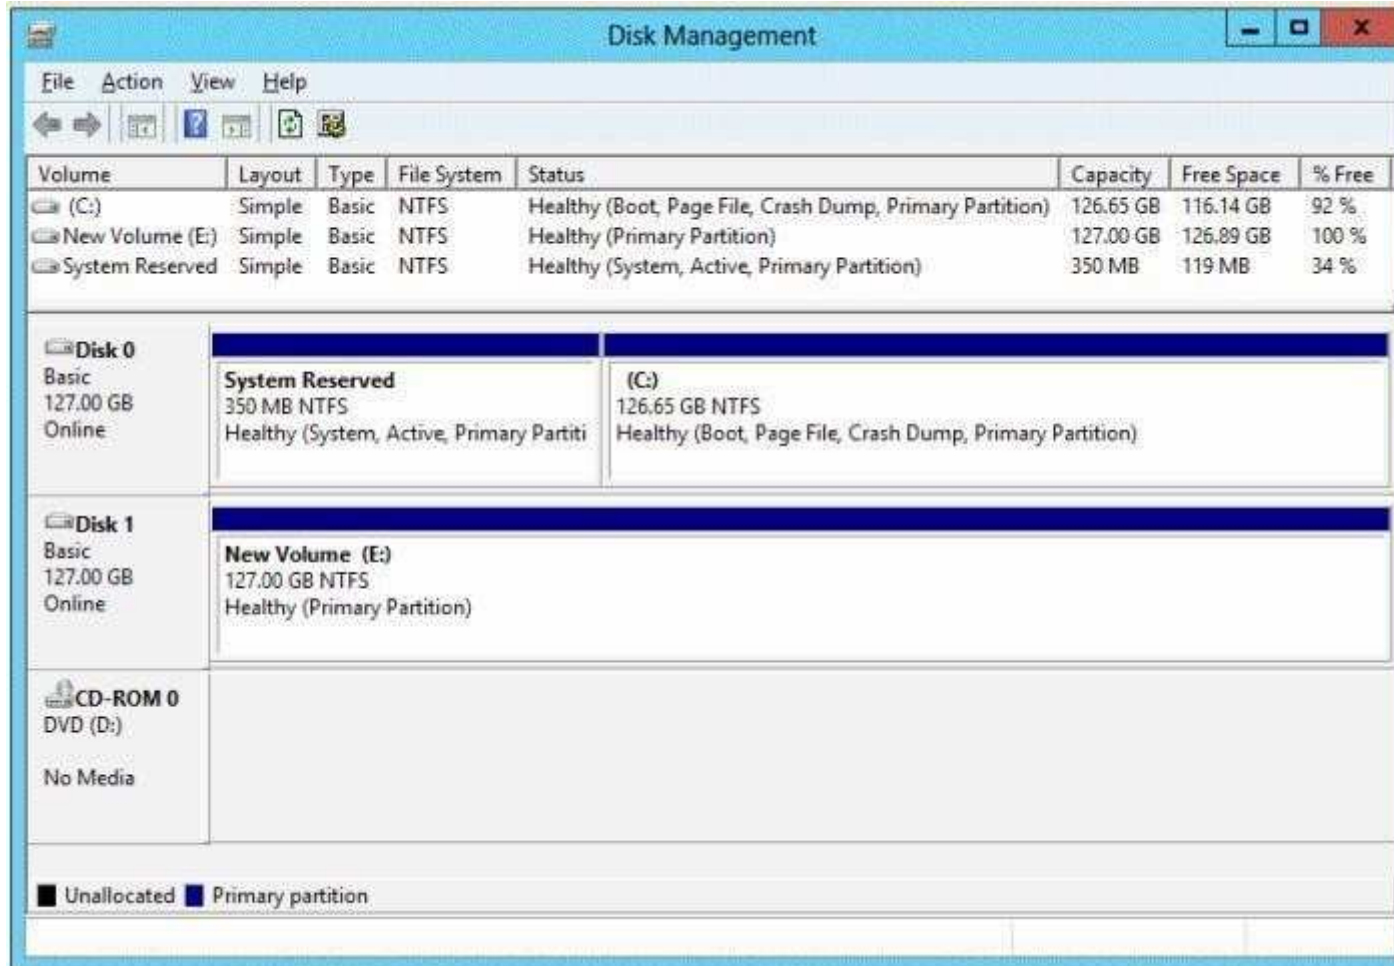 Disk Management
File Action View Help
Volume Layout Type File System Status Capacity Free Space % Free
(C:) Simple Basic NTFS Healthy (Boot, Page File, Crash Dump, Primary Partition) 126.65 GB 116.14 GB 92 %
New Volume (E:) Simple Basic NTFS Healthy (Primary Partition) 127.00 GB 126.89 GB 100 %
System Reserved Simple Basic NTFS Healthy (System, Active, Primary Partition) 350 MB 119 MB 34 %
Disk 0
Basic
127.00 GB
Online
System Reserved
350 MB NTFS
Healthy (System, Active, Primary Partiti
(C:)
126.65 GB NTFS
Healthy (Boot, Page File, Crash Dump, Primary Partition)
Disk 1
Basic
127.00 GB
Online
New Volume (E:)
127.00 GB NTFS
Healthy (Primary Partition)
CD-ROM 0
DVD (D:)
No Media
Unallocated Primary partition